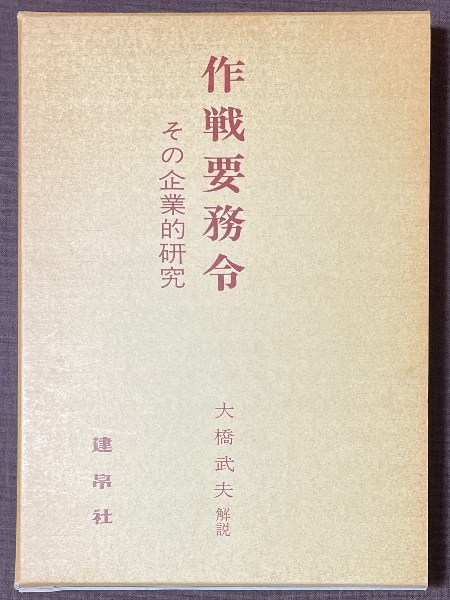 作戦要務令
その企業的研究
大橋武夫解説
建帛社